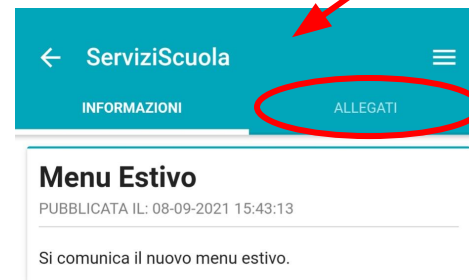 ServiziScuola
INFORMAZIONI ALLEGATI
Menu Estivo
PUBBLICATA IL: 08-09-2021 15:43:13
Si comunica il nuovo menu estivo.